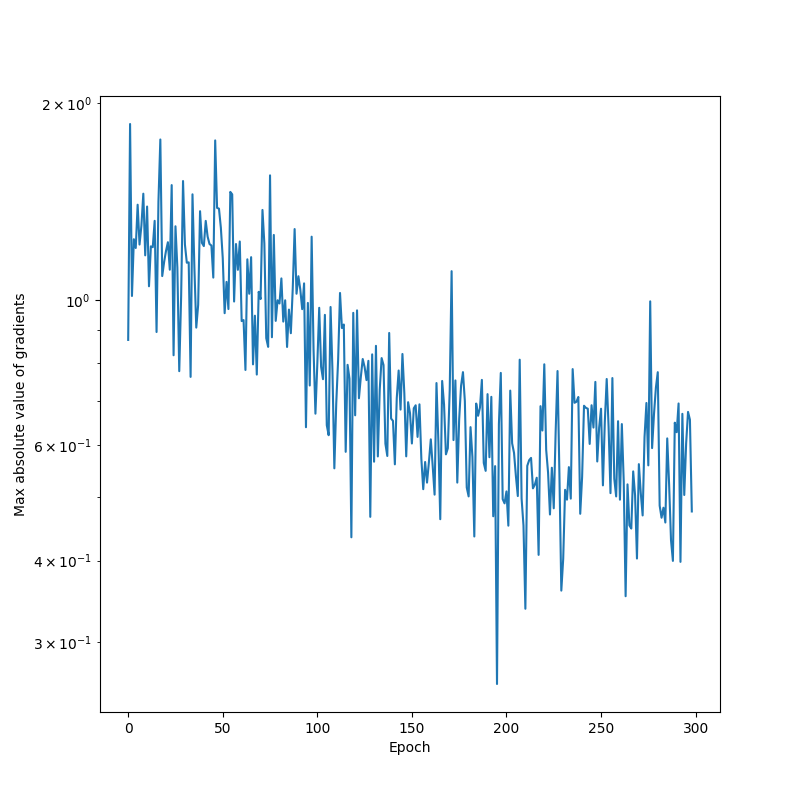 Max absolute value of gradients
2 × 10⁰
10⁰
6 × 10⁻¹
4 × 10⁻¹
3 × 10⁻¹
0 50 100 150 200 250 300
Epoch